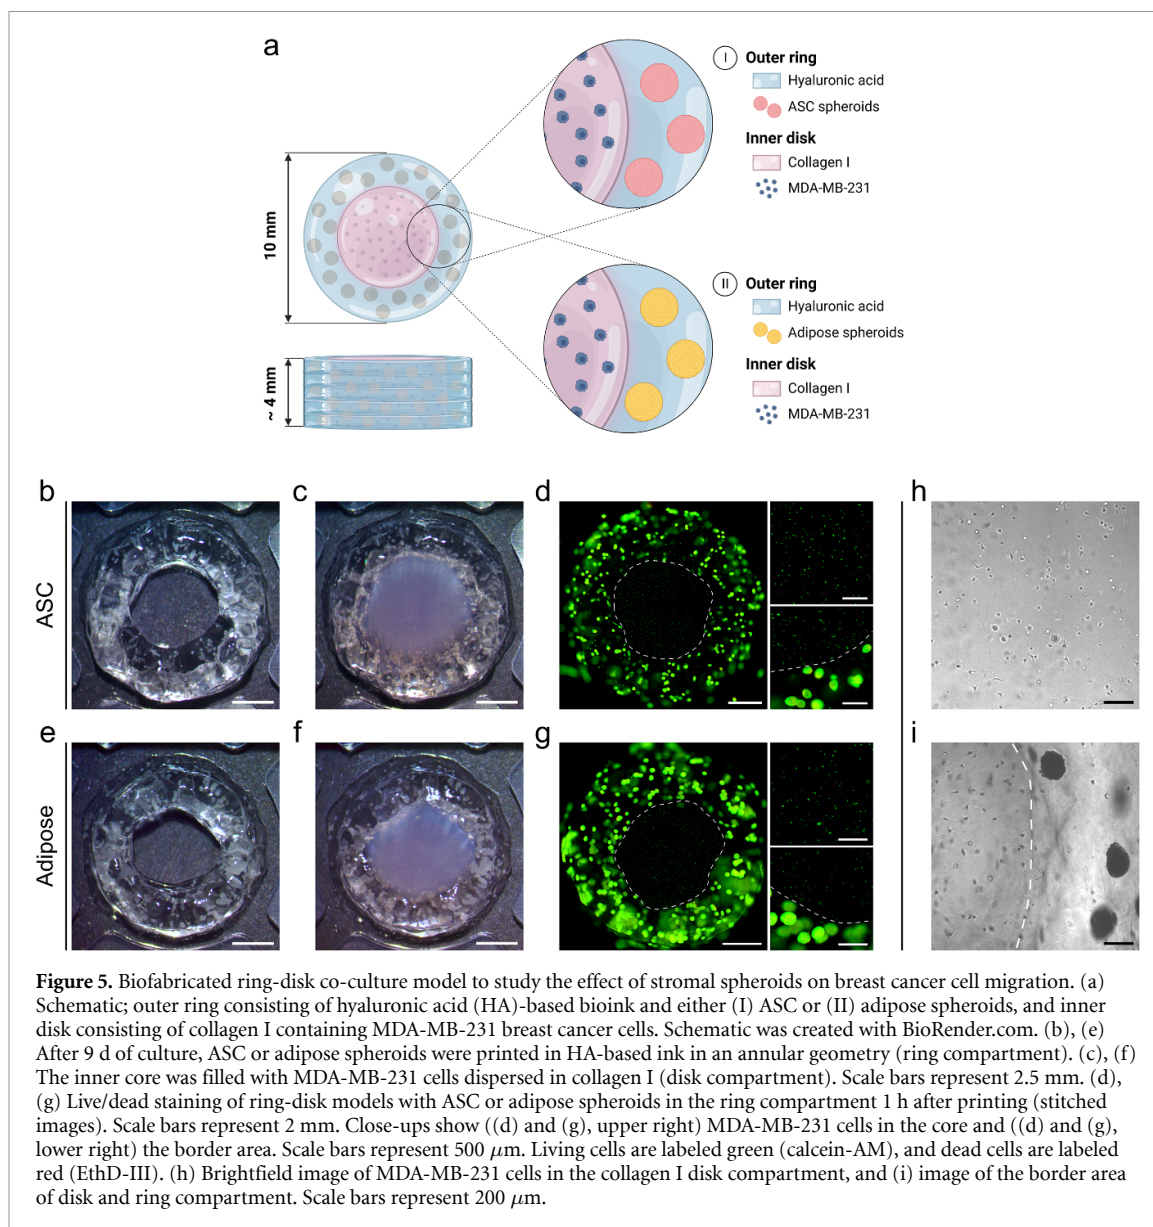 a
I Outer ring
Hyaluronic acid
ASC spheroids
Inner disk
Collagen I
MDA-MB-231
10 mm
~ 4 mm
II Outer ring
Hyaluronic acid
Adipose spheroids
Inner disk
Collagen I
MDA-MB-231
b c d h
ASC
e f g i
Adipose
Figure 5. Biofabricated ring-disk co-culture model to study the effect of stromal spheroids on breast cancer cell migration. (a)
Schematic; outer ring consisting of hyaluronic acid (HA)-based bioink and either (I) ASC or (II) adipose spheroids, and inner
disk consisting of collagen I containing MDA-MB-231 breast cancer cells. Schematic was created with BioRender.com. (b), (e)
After 9 d of culture, ASC or adipose spheroids were printed in HA-based ink in an annular geometry (ring compartment). (c), (f)
The inner core was filled with MDA-MB-231 cells dispersed in collagen I (disk compartment). Scale bars represent 2.5 mm. (d),
(g) Live/dead staining of ring-disk models with ASC or adipose spheroids in the ring compartment 1 h after printing (stitched
images). Scale bars represent 2 mm. Close-ups show ((d) and (g), upper right) MDA-MB-231 cells in the core and ((d) and (g),
lower right) the border area. Scale bars represent 500 μm. Living cells are labeled green (calcein-AM), and dead cells are labeled
red (EthD-III). (h) Brightfield image of MDA-MB-231 cells in the collagen I disk compartment, and (i) image of the border area
of disk and ring compartment. Scale bars represent 200 μm.